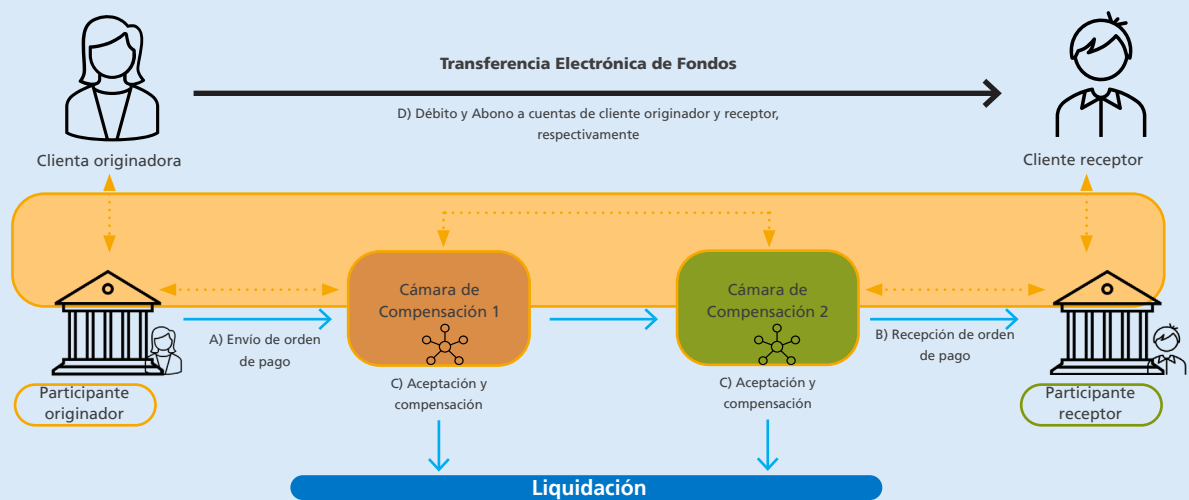 Transferencia Electrónica de Fondos
D) Débito y Abono a cuentas de cliente originador y receptor,
respectivamente
Clienta originadora
Cliente receptor
Cámara de
Compensación 1
Cámara de
Compensación 2
A) Envío de orden
de pago
B) Recepción de orden
de pago
C) Aceptación y
compensación
C) Aceptación y
compensación
Participante
originador
Participante
receptor
Liquidación